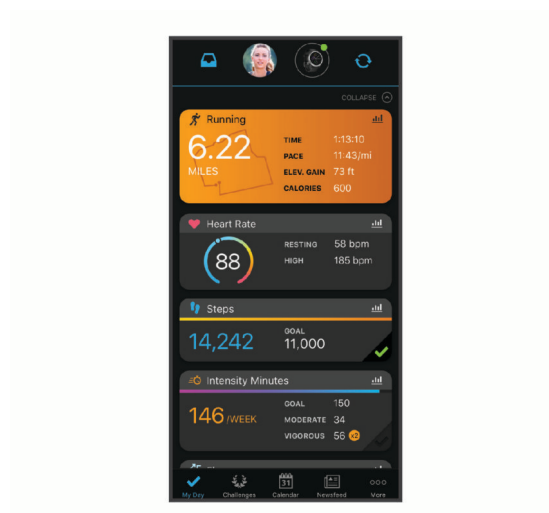 COLLAPSE
Running
6.22
MILES
TIME 1:13:10
PACE 11:43/mi
ELEV. GAIN 73 ft
CALORIES 600
Heart Rate
88
RESTING 58 bpm
HIGH 185 bpm
Steps
14,242
GOAL
11,000
Intensity Minutes
146 /WEEK
GOAL 150
MODERATE 34
VIGOROUS 56 x2
31
My Day Challenges Calendar Newsfeed More